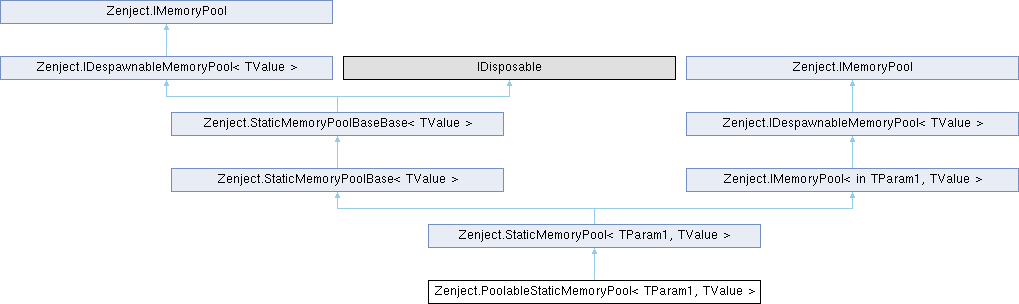 Zenject.IMemoryPool
Zenject.IDespawnableMemoryPool< TValue >
IDisposable
Zenject.IMemoryPool
Zenject.StaticMemoryPoolBaseBase< TValue >
Zenject.IDespawnableMemoryPool< TValue >
Zenject.StaticMemoryPoolBase< TValue >
Zenject.IMemoryPool< in TParam1, TValue >
Zenject.StaticMemoryPool< TParam1, TValue >
Zenject.PoolableStaticMemoryPool< TParam1, TValue >